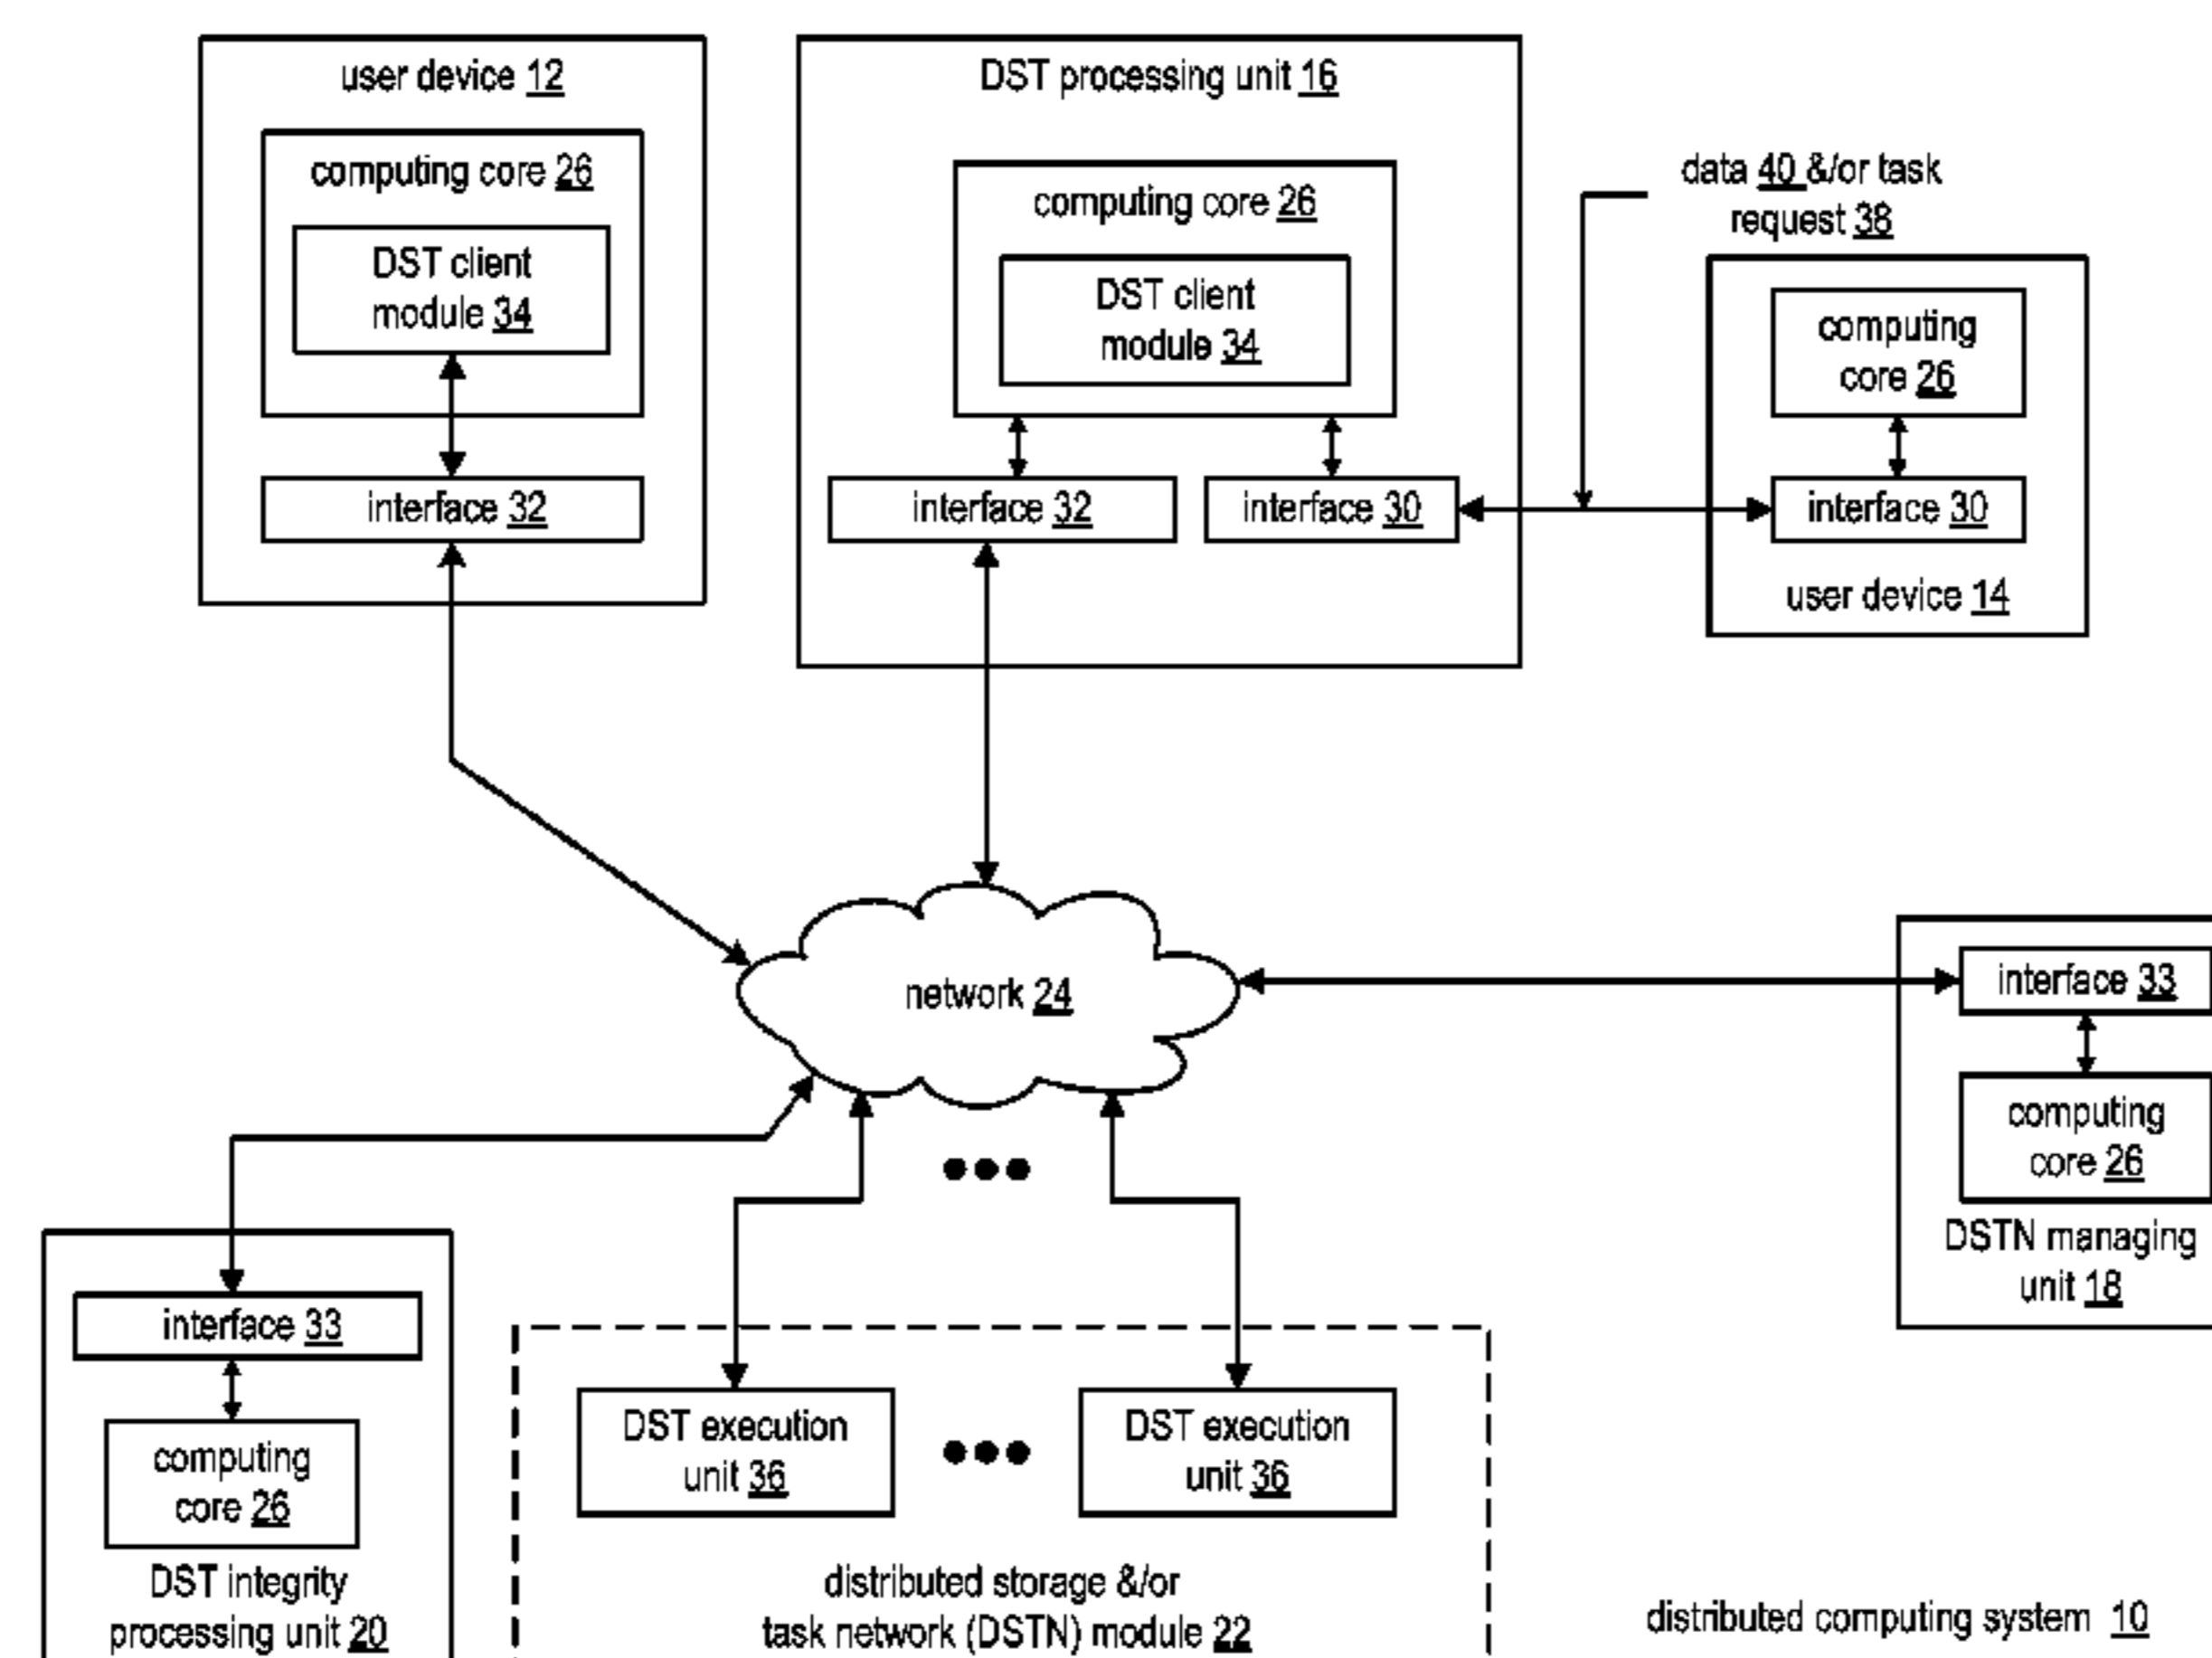 user device 12
computing core 26
DST client
module 34
interface 32
DST processing unit 16
computing core 26
DST client
module 34
interface 32
interface 30
data 40 &/or task
request 38
computing
core 26
interface 30
user device 14
network 24
interface 33
computing
core 26
DSTN managing
unit 18
interface 33
computing
core 26
DST integrity
processing unit 20
DST execution
unit 36
DST execution
unit 36
distributed storage &/or
task network (DSTN) module 22
distributed computing system 10